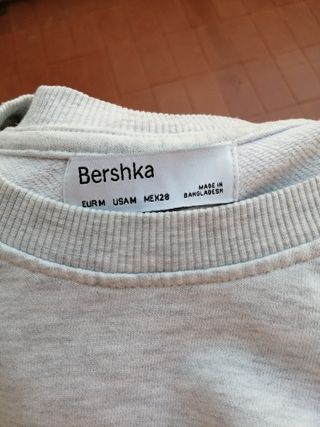 Bershka
EUR M USA M MEX 28
MADE IN
BANGLADESH